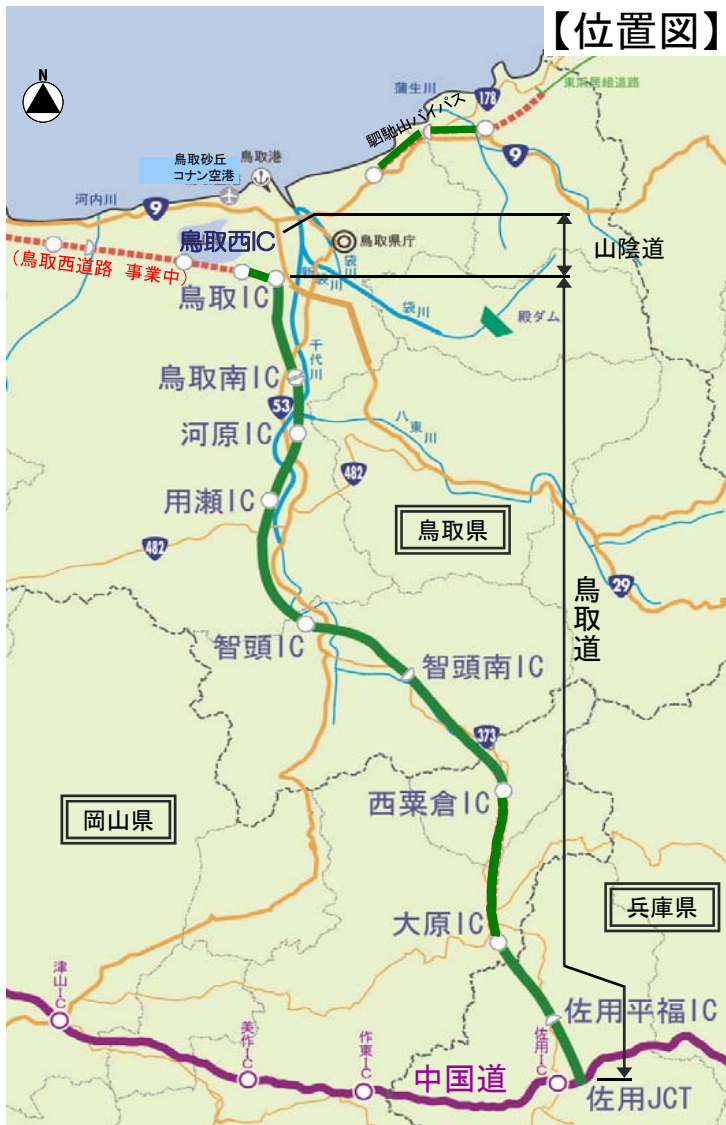 【位置図】
N
東浜居組道路
蒲生川
178
駟馳山バイパス
9
鳥取砂丘
コナン空港
鳥取港
河内川
9
鳥取西IC
鳥取県庁
山陰道
(鳥取西道路 事業中)
新袋川
袋川
袋川
殿ダム
鳥取IC
千代川
鳥取南IC
53
河原IC
八東川
482
用瀬IC
鳥取県
482
29
鳥取道
智頭IC
智頭南IC
373
西粟倉IC
岡山県
兵庫県
大原IC
津山IC
佐用平福IC
美作IC
作東IC
佐用IC
中国道
佐用JCT